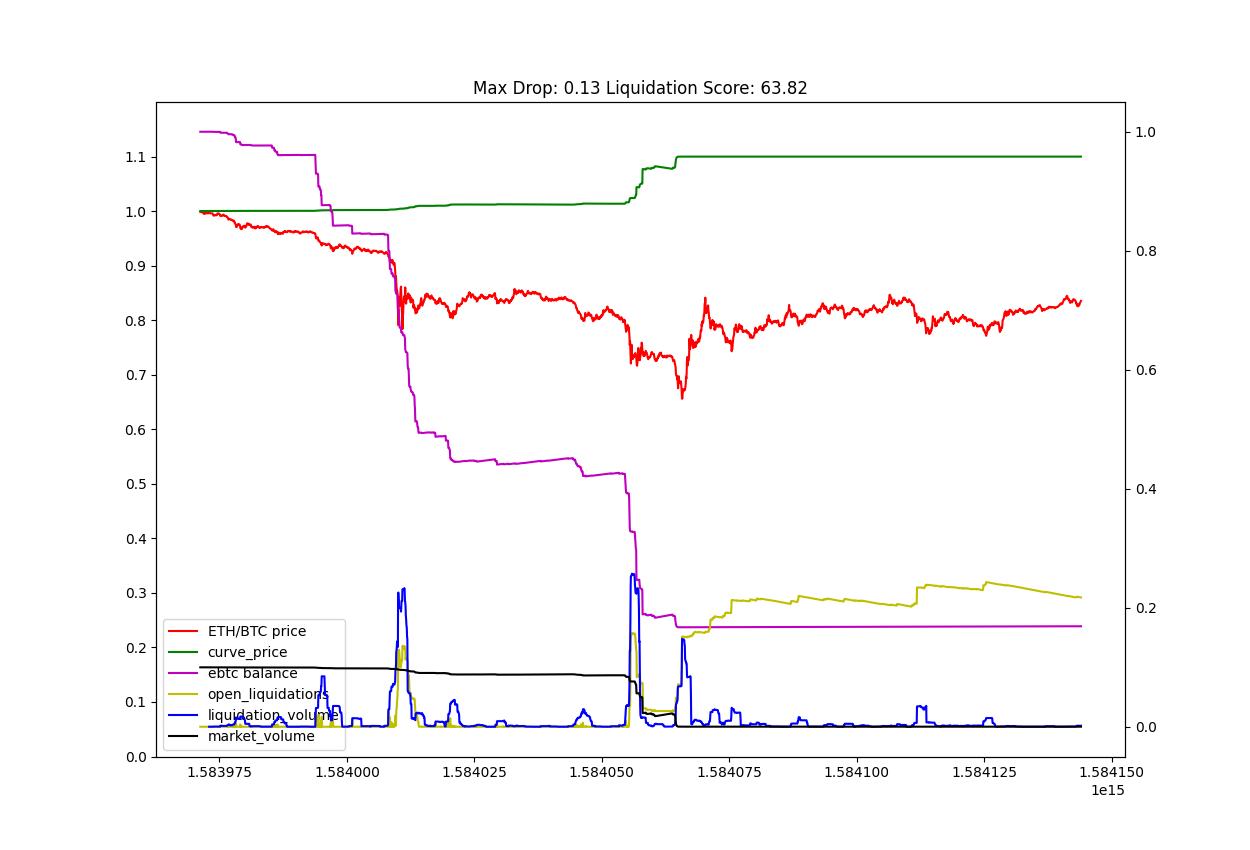 Max Drop: 0.13 Liquidation Score: 63.82
1.1
1.0
0.9
0.8
0.7
0.6
0.5
0.4
0.3
0.2
0.1
0.0
1.0
0.8
0.6
0.4
0.2
0.0
ETH/BTC price
curve_price
ebtc balance
open_liquidations
liquidation_volume
market_volume
1.583975 1.584000 1.584025 1.584050 1.584075 1.584100 1.584125 1.584150
1e15